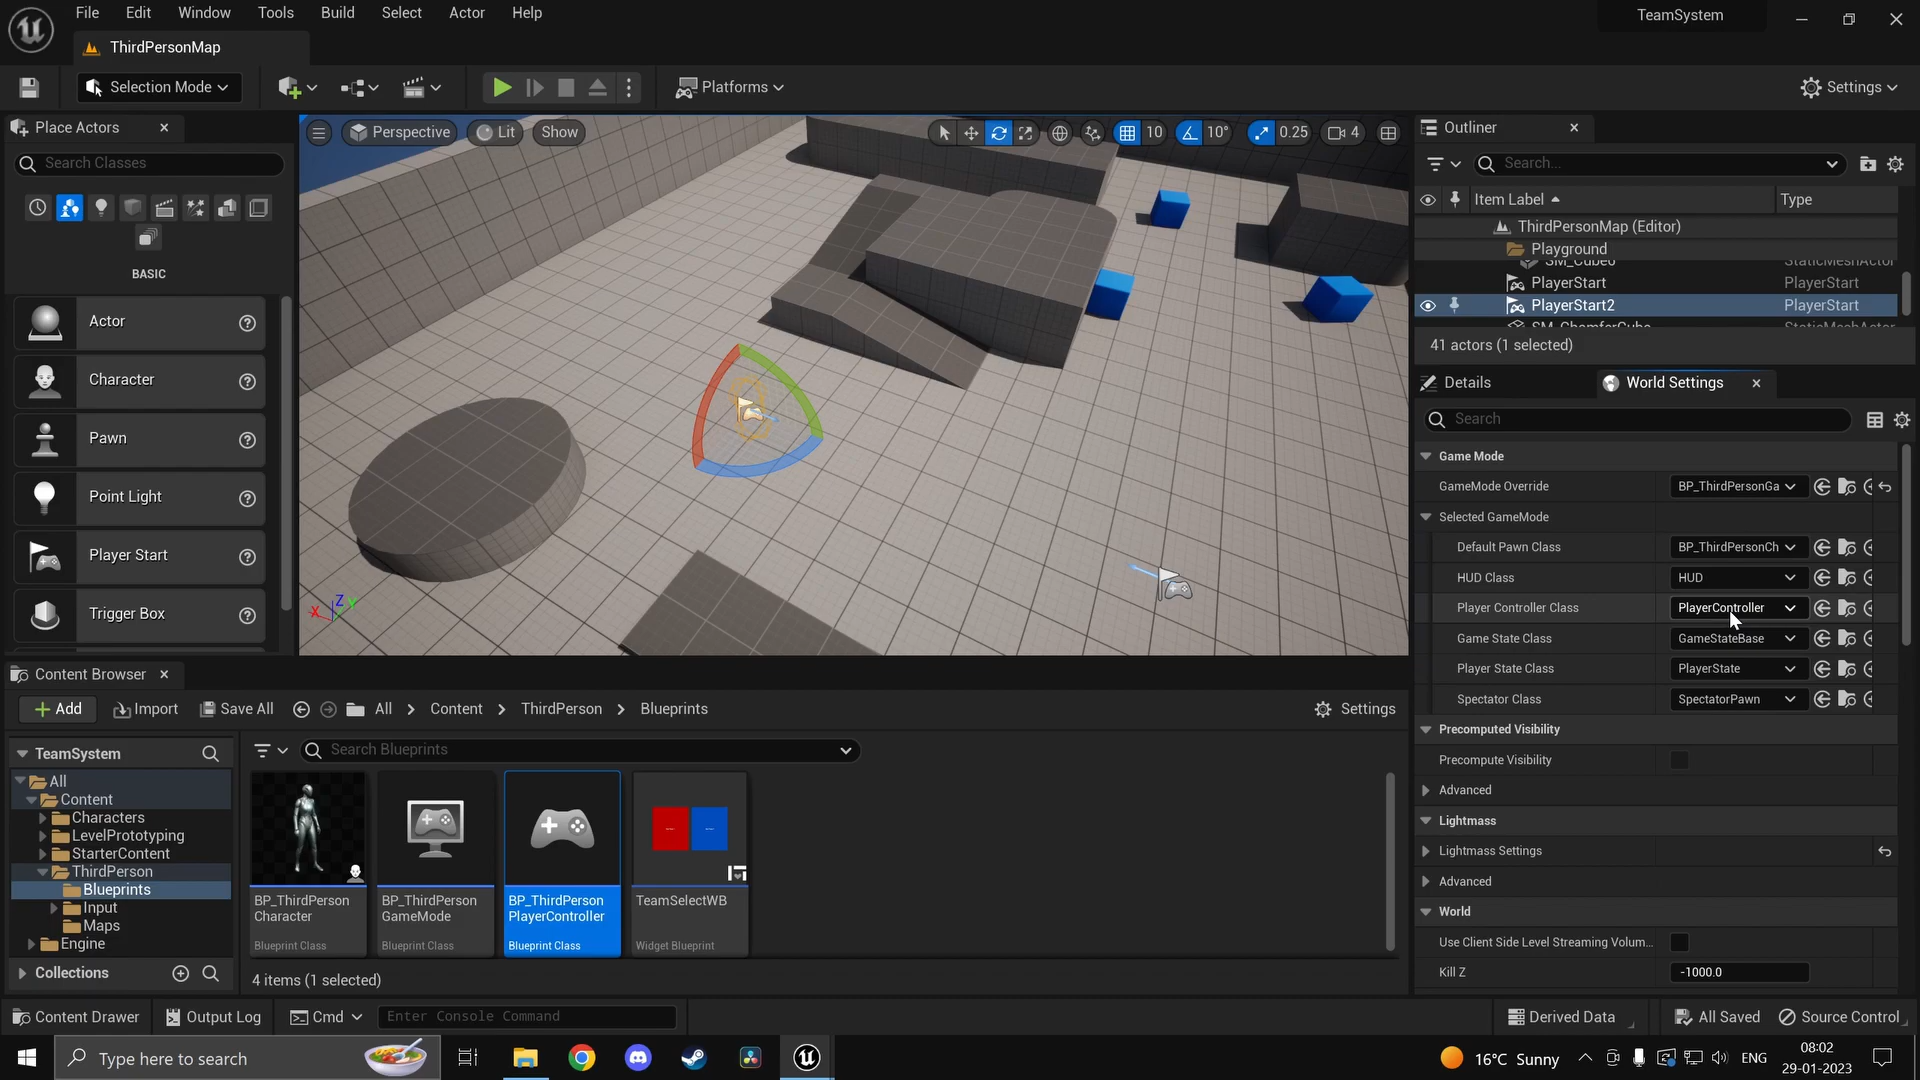 File Edit Window Tools Build Select Actor Help
TeamSystem
ThirdPersonMap
Selection Mode
Platforms
Settings
Place Actors
Search Classes
BASIC
Actor
Character
Pawn
Point Light
Player Start
Trigger Box
Perspective Lit Show
10 10° 0.25 4
X Z Y
Outliner
Search...
Item Label Type
ThirdPersonMap (Editor)
Playground
SM_Cube6 StaticMeshActor
PlayerStart PlayerStart
PlayerStart2 PlayerStart
SM_ChamferCube StaticMeshActor
41 actors (1 selected)
Details World Settings
Search
Game Mode
GameMode Override BP_ThirdPersonGa
Selected GameMode
Default Pawn Class BP_ThirdPersonCh
HUD Class HUD
Player Controller Class PlayerController
Game State Class GameStateBase
Player State Class PlayerState
Spectator Class SpectatorPawn
Precomputed Visibility
Precompute Visibility
Advanced
Lightmass
Lightmass Settings
Advanced
World
Use Client Side Level Streaming Volum...
Kill Z -1000.0
Content Browser
Add Import Save All All Content ThirdPerson Blueprints Settings
TeamSystem
Search Blueprints
All
Content
Characters
LevelPrototyping
StarterContent
ThirdPerson
Blueprints
Input
Maps
Engine
Collections
BP_ThirdPerson
Character
Blueprint Class
BP_ThirdPerson
GameMode
Blueprint Class
BP_ThirdPerson
PlayerController
Blueprint Class
TeamSelectWB
Widget Blueprint
4 items (1 selected)
Content Drawer Output Log Cmd Enter Console Command Derived Data All Saved Source Control
Type here to search
16°C Sunny
ENG
08:02
29-01-2023